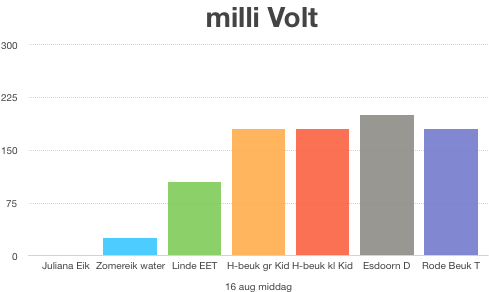 milli Volt
300
225
150
75
0
Juliana Eik Zomereik water Linde EET H-beuk gr Kid H-beuk kl Kid Esdoorn D Rode Beuk T
16 aug middag